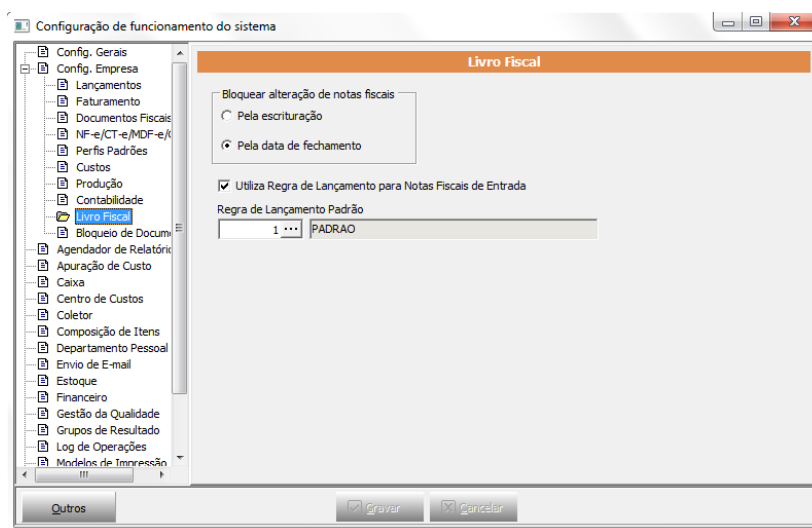 Configuração de funcionamento do sistema
Config. Gerais
Config. Empresa
Lançamentos
Faturamento
Documentos Fiscais
NF-e/CT-e/MDF-e/
Perfis Padrões
Custos
Produção
Contabilidade
Livro Fiscal
Bloqueio de Docum
Agendador de Relatóri
Apuração de Custo
Caixa
Centro de Custos
Coletor
Composição de Itens
Departamento Pessoal
Envio de E-mail
Estoque
Financeiro
Gestão da Qualidade
Grupos de Resultado
Log de Operações
Modelos de Impressão
Livro Fiscal
Bloquear alteração de notas fiscais
Pela escrituração
Pela data de fechamento
Utiliza Regra de Lançamento para Notas Fiscais de Entrada
Regra de Lançamento Padrão
1 ... PADRAO
Outros
Gravar
Cancelar